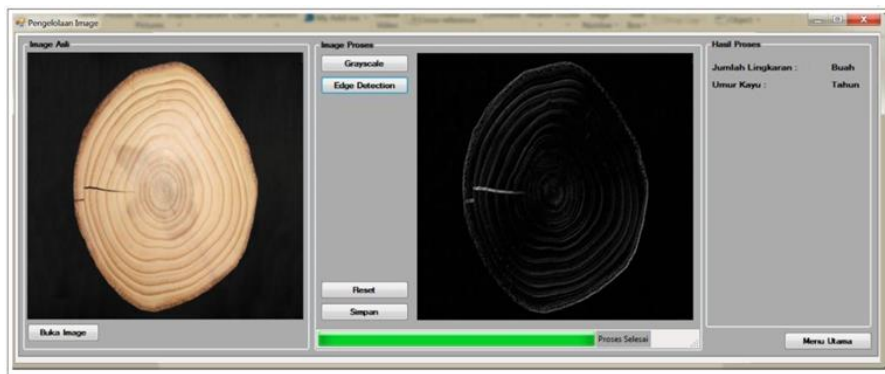 Pengelolaan Image
Image Asli
Buka Image
Image Proses
Grayscale
Edge Detection
Reset
Simpan
Proses Selesai
Hasil Proses
Jumlah Lingkaran : Buah
Umur Kayu : Tahun
Menu Utama